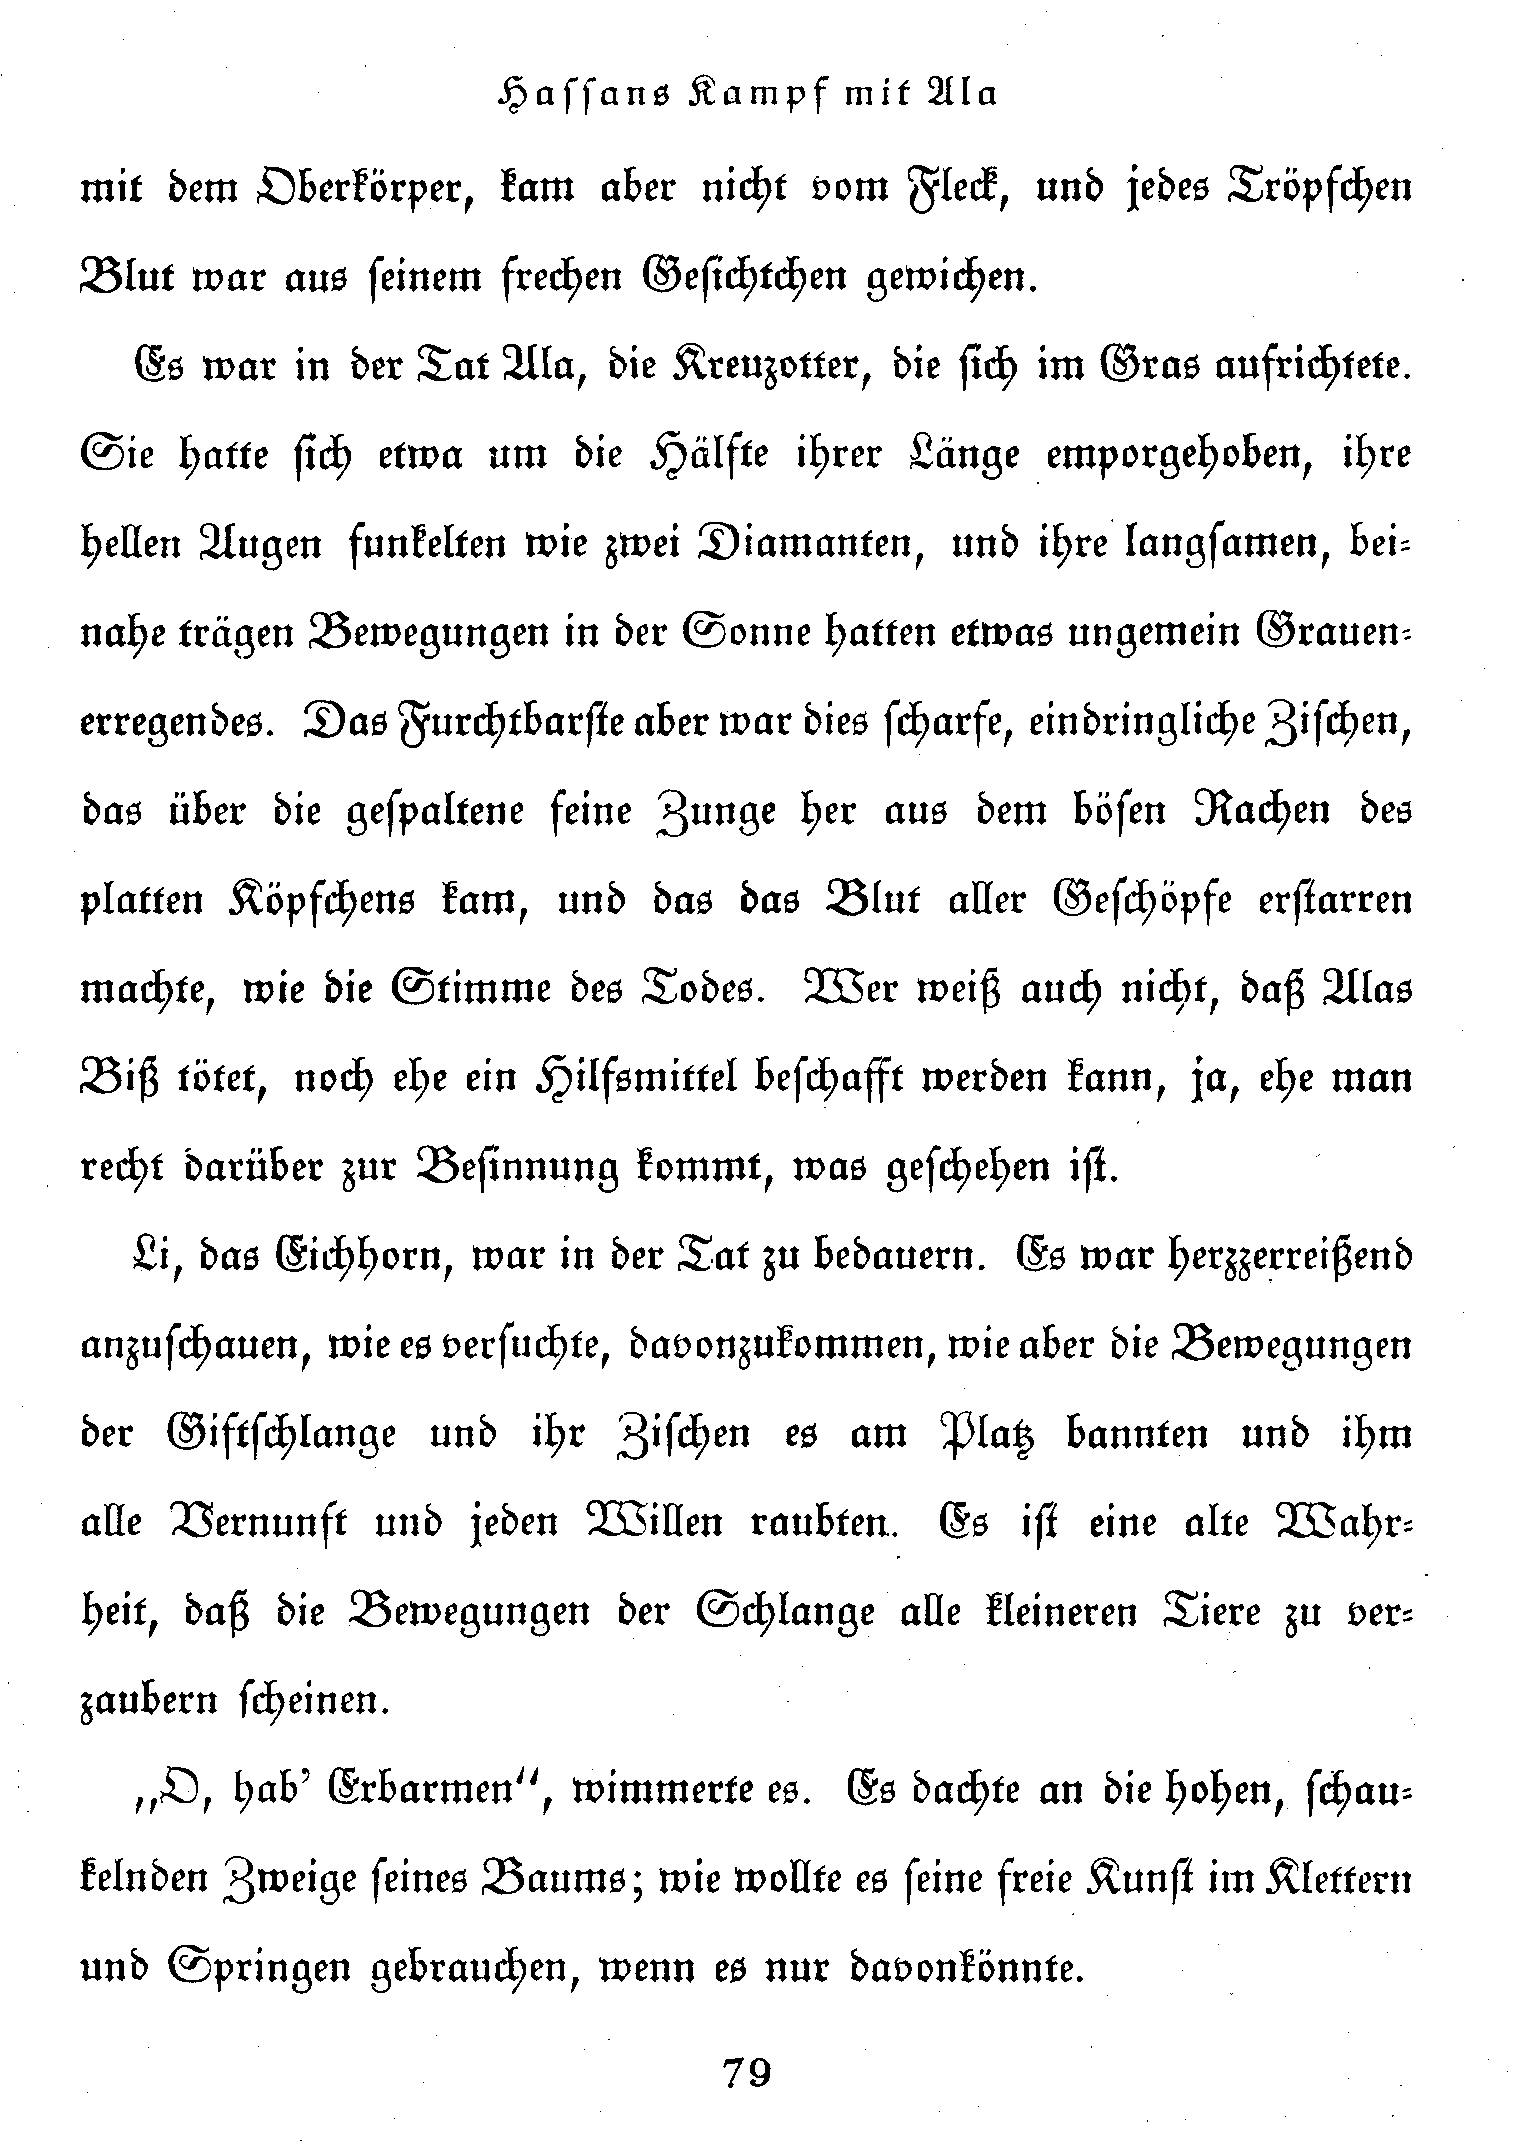 Hassans Kampf mit Ala
mit dem Oberkörper, kam aber nicht vom Fleck, und jedes Tröpfchen
Blut war aus seinem frechen Gesichtchen gewichen.
Es war in der Tat Ala, die Kreuzotter, die sich im Gras aufrichtete.
Sie hatte sich etwa um die Hälfte ihrer Länge emporgehoben, ihre
hellen Augen funkelten wie zwei Diamanten, und ihre langsamen, bei-
nahe trägen Bewegungen in der Sonne hatten etwas ungemein Grauen-
erregendes. Das Furchtbarste aber war dies scharfe, eindringliche Zischen,
das über die gespaltene feine Zunge her aus dem bösen Rachen des
platten Köpfchens kam, und das das Blut aller Geschöpfe erstarren
machte, wie die Stimme des Todes. Wer weiß auch nicht, daß Alas
Biß tötet, noch ehe ein Hilfsmittel beschafft werden kann, ja, ehe man
recht darüber zur Besinnung kommt, was geschehen ist.
Li, das Eichhorn, war in der Tat zu bedauern. Es war herzzerreißend
anzuschauen, wie es versuchte, davonzukommen, wie aber die Bewegungen
der Giftschlange und ihr Zischen es am Platz bannten und ihm
alle Vernunft und jeden Willen raubten. Es ist eine alte Wahr-
heit, daß die Bewegungen der Schlange alle kleineren Tiere zu ver-
zaubern scheinen.
„O, hab' Erbarmen“, wimmerte es. Es dachte an die hohen, schau-
kelnden Zweige seines Baums; wie wollte es seine freie Kunst im Klettern
und Springen gebrauchen, wenn es nur davonkönnte.
79